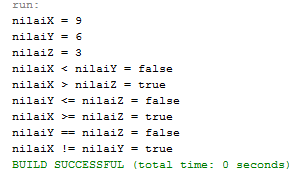 run:
nilaiX = 9
nilaiY = 6
nilaiZ = 3
nilaiX < nilaiY = false
nilaiX > nilaiZ = true
nilaiY <= nilaiZ = false
nilaiX >= nilaiZ = true
nilaiY == nilaiZ = false
nilaiX != nilaiY = true
BUILD SUCCESSFUL (total time: 0 seconds)